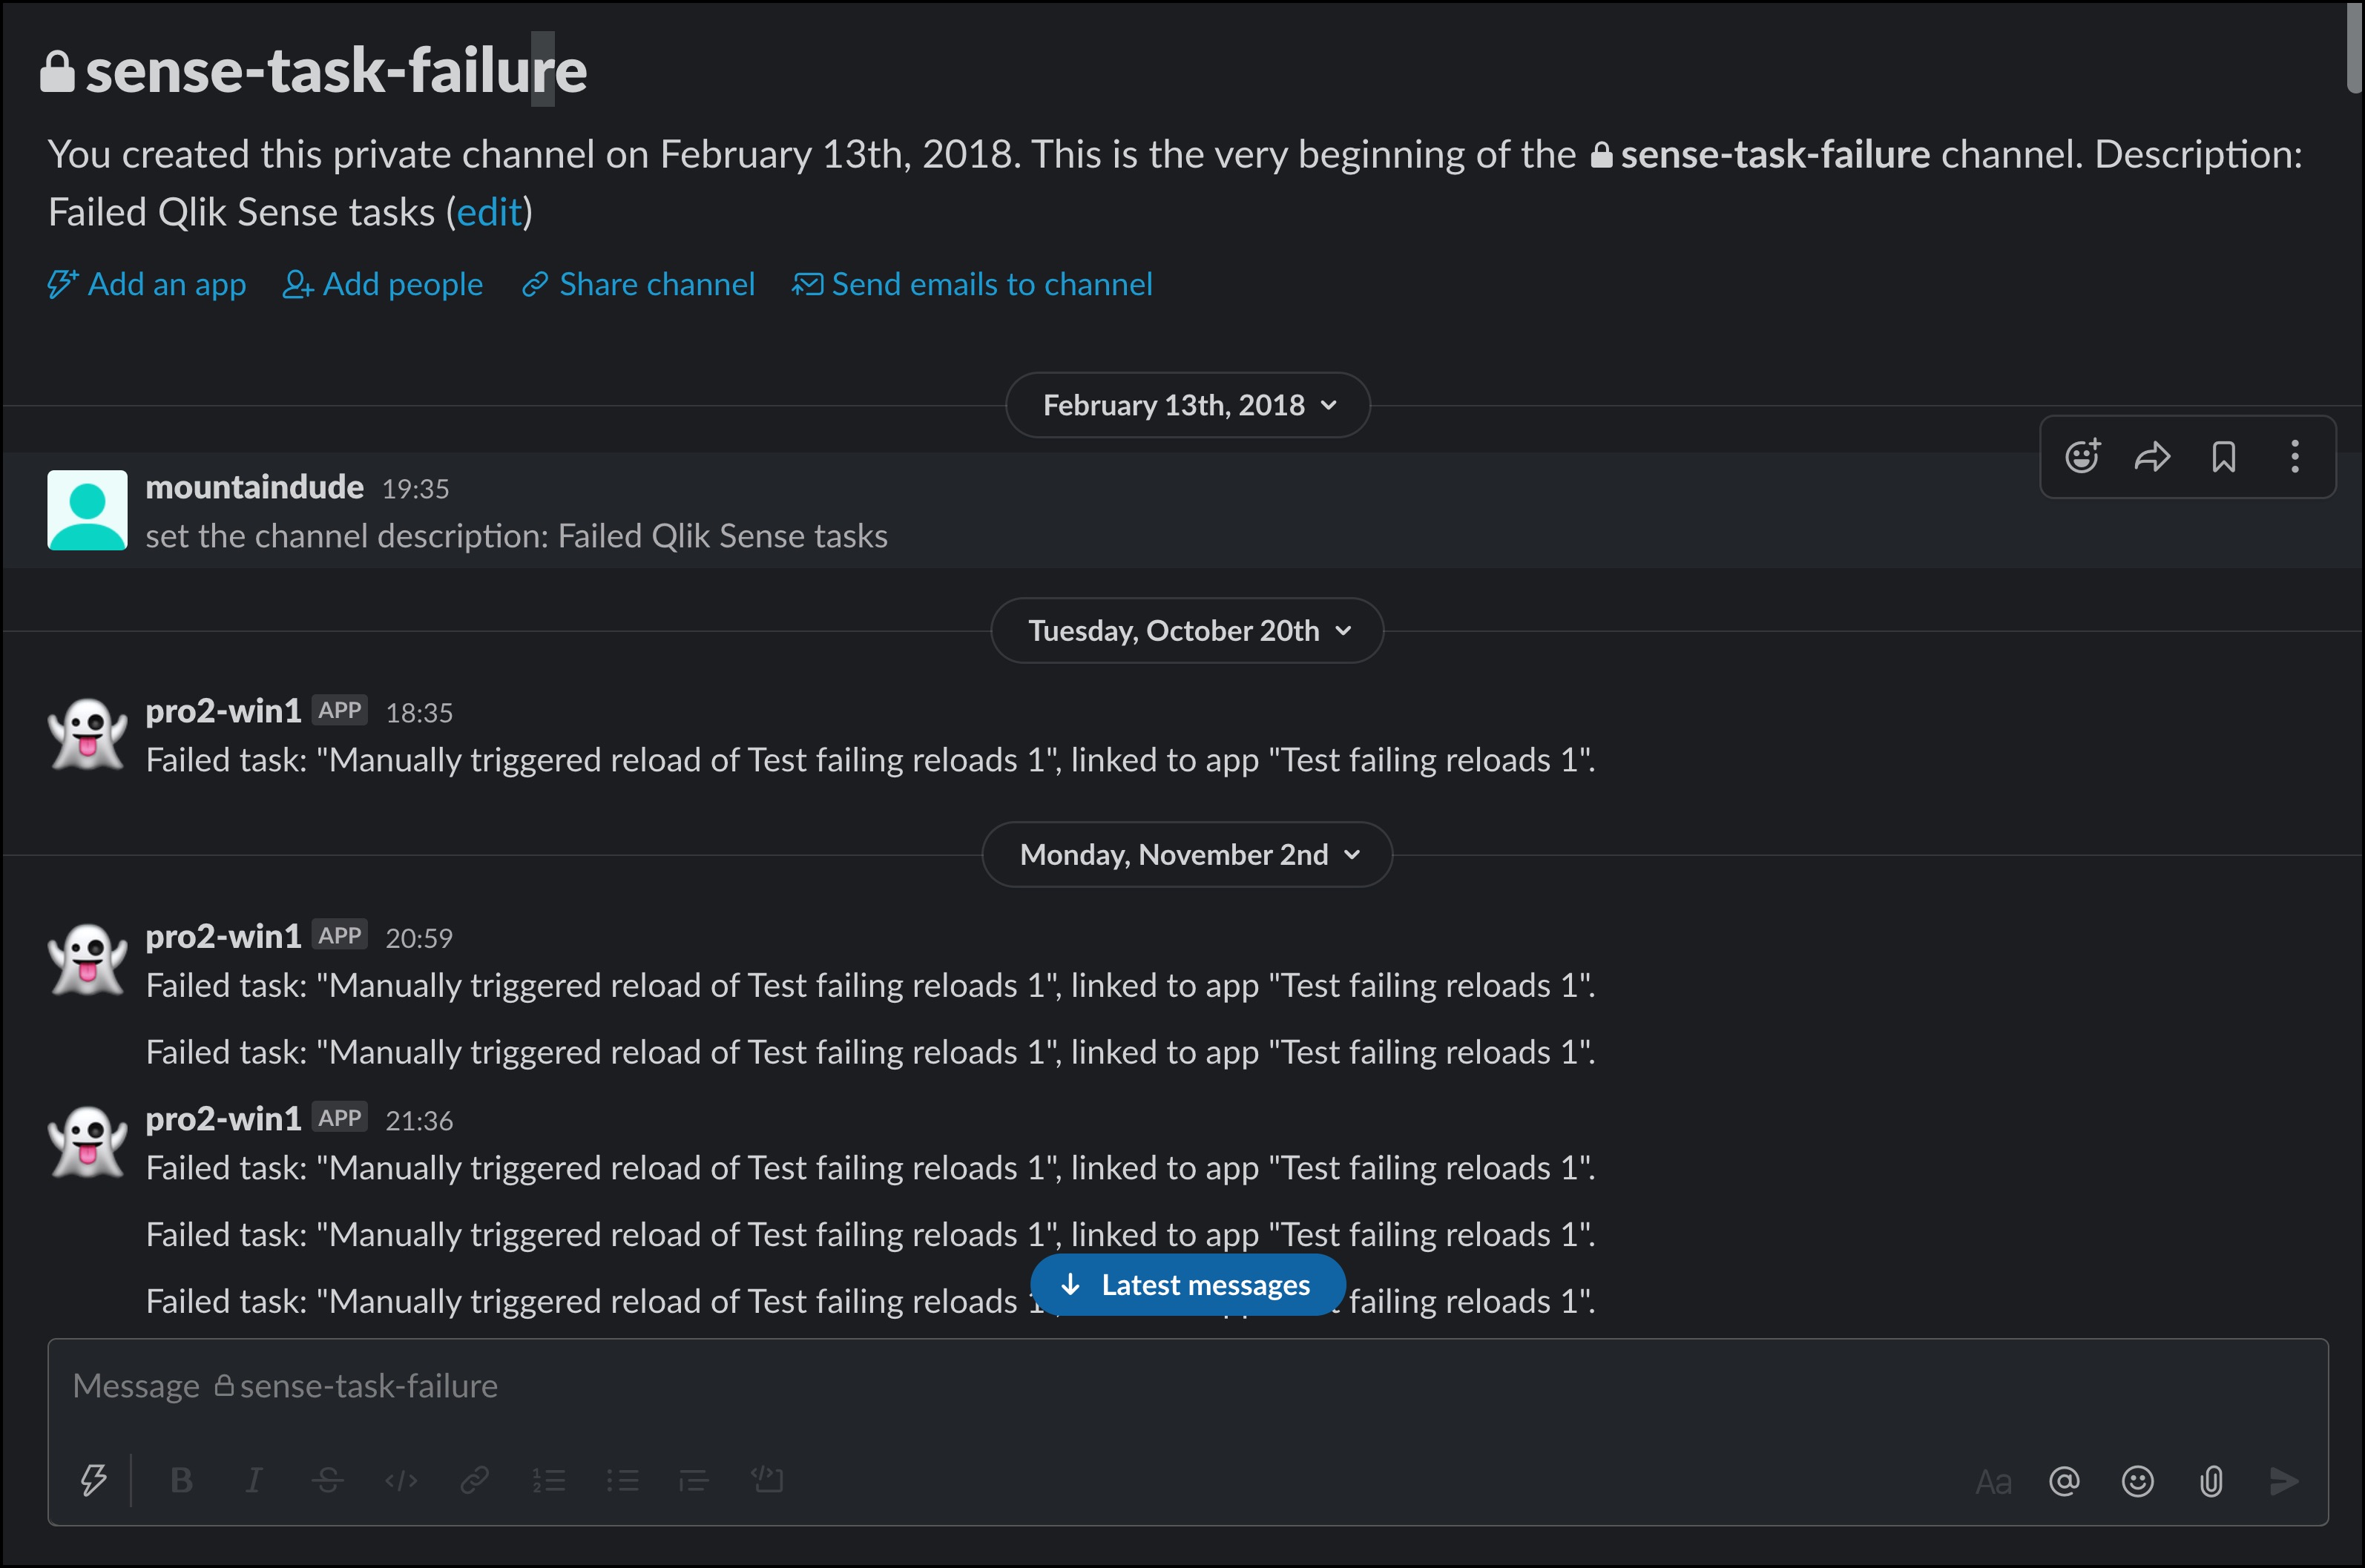 sense-task-failure
You created this private channel on February 13th, 2018. This is the very beginning of the sense-task-failure channel. Description:
Failed Qlik Sense tasks (edit)
Add an app Add people Share channel Send emails to channel
February 13th, 2018
mountaindude 19:35
set the channel description: Failed Qlik Sense tasks
Tuesday, October 20th
pro2-win1 APP 18:35
Failed task: "Manually triggered reload of Test failing reloads 1", linked to app "Test failing reloads 1".
Monday, November 2nd
pro2-win1 APP 20:59
Failed task: "Manually triggered reload of Test failing reloads 1", linked to app "Test failing reloads 1".
Failed task: "Manually triggered reload of Test failing reloads 1", linked to app "Test failing reloads 1".
pro2-win1 APP 21:36
Failed task: "Manually triggered reload of Test failing reloads 1", linked to app "Test failing reloads 1".
Failed task: "Manually triggered reload of Test failing reloads 1", linked to app "Test failing reloads 1".
Latest messages
Failed task: "Manually triggered reload of Test failing reloads failing reloads 1".
Message sense-task-failure
B I S </> Aa @